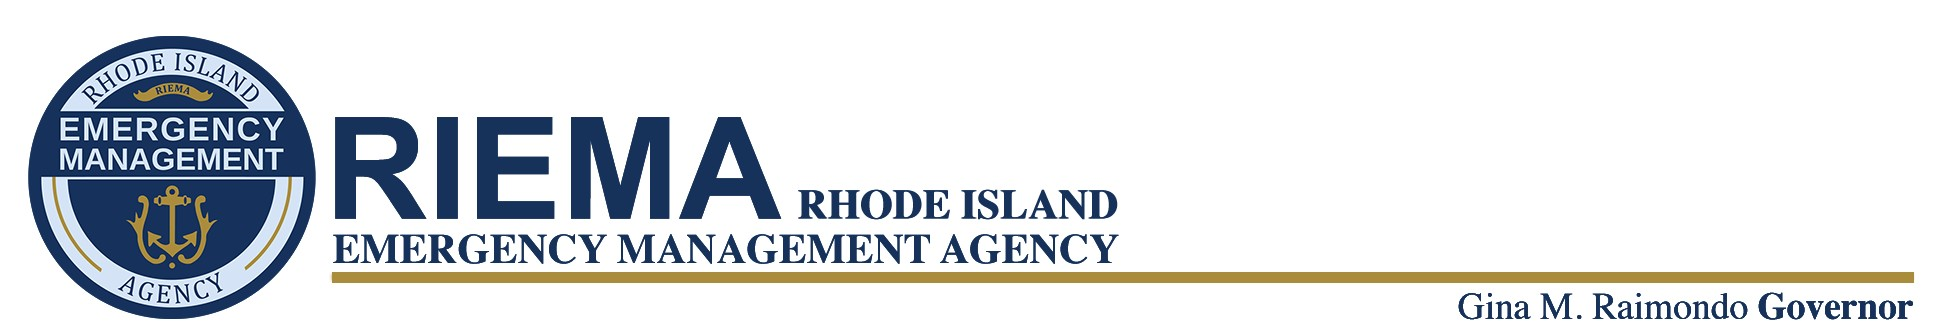 RHODE ISLAND
RIEMA
EMERGENCY
MANAGEMENT
AGENCY
RIEMA RHODE ISLAND
EMERGENCY MANAGEMENT AGENCY
Gina M. Raimondo Governor